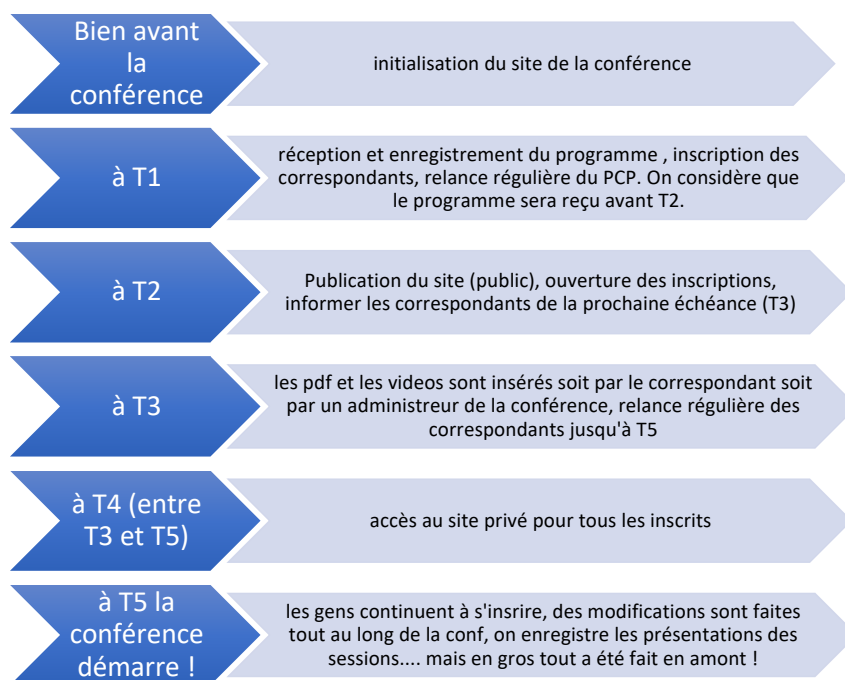 Bien avant
la
conférence
initialisation du site de la conférence
à T1
réception et enregistrement du programme , inscription des
correspondants, relance régulière du PCP. On considère que
le programme sera reçu avant T2.
à T2
Publication du site (public), ouverture des inscriptions,
informer les correspondants de la prochaine échéance (T3)
à T3
les pdf et les videos sont insérés soit par le correspondant soit
par un administreur de la conférence, relance régulière des
correspondants jusqu'à T5
à T4 (entre
T3 et T5)
accès au site privé pour tous les inscrits
à T5 la
conférence
démarre !
les gens continuent à s'insrire, des modifications sont faites
tout au long de la conf, on enregistre les présentations des
sessions.... mais en gros tout a été fait en amont !